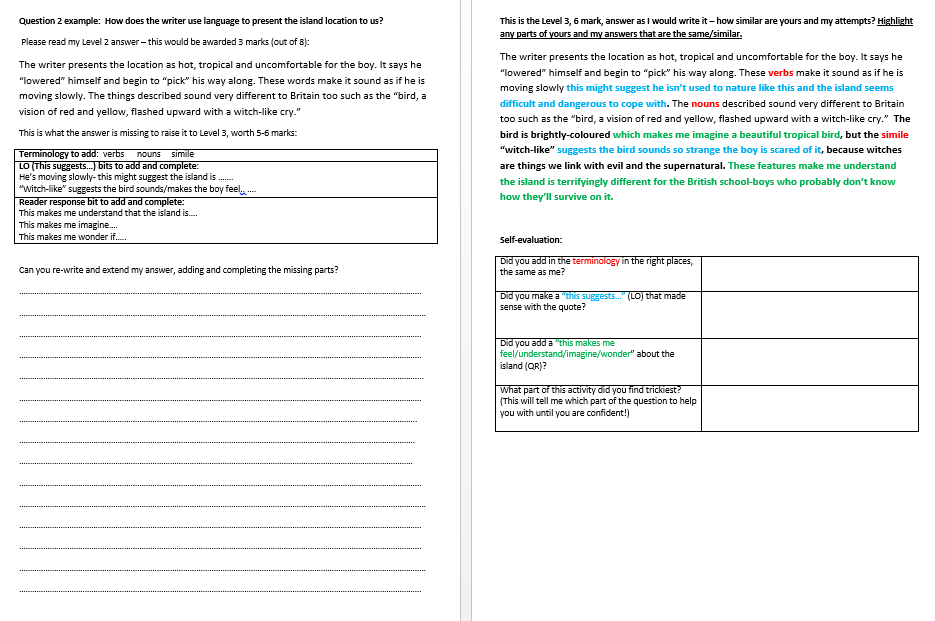 Question 2 example:  How does the writer use language to present the island location to us?
Please read my Level 2 answer – this would be awarded 3 marks (out of 8):
The writer presents the location as hot, tropical and uncomfortable for the boy. It says he
“lowered” himself and begin to “pick” his way along. These words make it sound as if he is
moving slowly. The things described sound very different to Britain too such as the “bird, a
vision of red and yellow, flashed upward with a witch-like cry.”
This is what the answer is missing to raise it to Level 3, worth 5-6 marks:
Terminology to add:  verbs    nouns    simile
LO (This suggests...) bits to add and complete:
He’s moving slowly- this might suggest the island is .......
“Witch-like” suggests the bird sounds/makes the boy feel.. ....
Reader response bit to add and complete:
This makes me understand that the island is....
This makes me imagine....
This makes me wonder if.....
Can you re-write and extend my answer, adding and completing the missing parts?
This is the Level 3, 6 mark, answer as I would write it – how similar are yours and my attempts? Highlight
any parts of yours and my answers that are the same/similar.
The writer presents the location as hot, tropical and uncomfortable for the boy. It says he
“lowered” himself and begin to “pick” his way along. These verbs make it sound as if he is
moving slowly this might suggest he isn’t used to nature like this and the island seems
difficult and dangerous to cope with. The nouns described sound very different to Britain
too such as the “bird, a vision of red and yellow, flashed upward with a witch-like cry.”  The
bird is brightly-coloured which makes me imagine a beautiful tropical bird, but the simile
“witch-like” suggests the bird sounds so strange the boy is scared of it, because witches
are things we link with evil and the supernatural. These features make me understand
the island is terrifyingly different for the British school-boys who probably don’t know
how they’ll survive on it.
Self-evaluation:
Did you add in the terminology in the right places,
the same as me?
Did you make a “this suggests...” (LO) that made
sense with the quote?
Did you add a “this makes me
feel/understand/imagine/wonder” about the
island (QR)?
What part of this activity did you find trickiest?
(This will tell me which part of the question to help
you with until you are confident!)